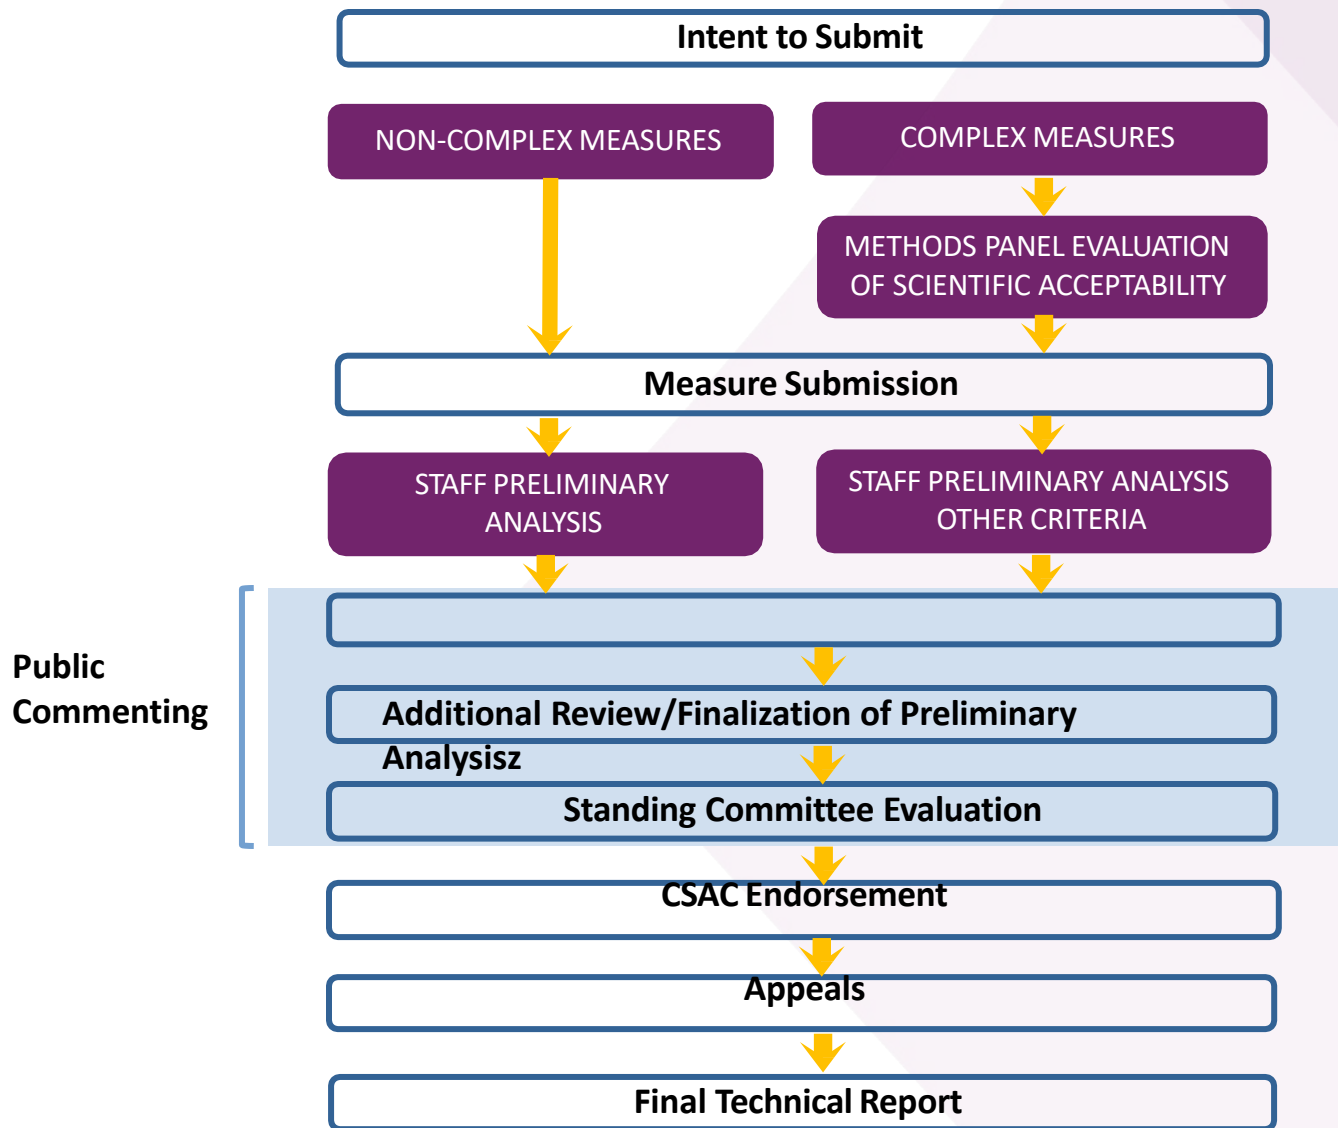 Intent to Submit
NON-COMPLEX MEASURES
COMPLEX MEASURES
METHODS PANEL EVALUATION
OF SCIENTIFIC ACCEPTABILITY
Measure Submission
STAFF PRELIMINARY
ANALYSIS
STAFF PRELIMINARY ANALYSIS
OTHER CRITERIA
Public
Commenting
Additional Review/Finalization of Preliminary
Analysisz
Standing Committee Evaluation
CSAC Endorsement
Appeals
Final Technical Report